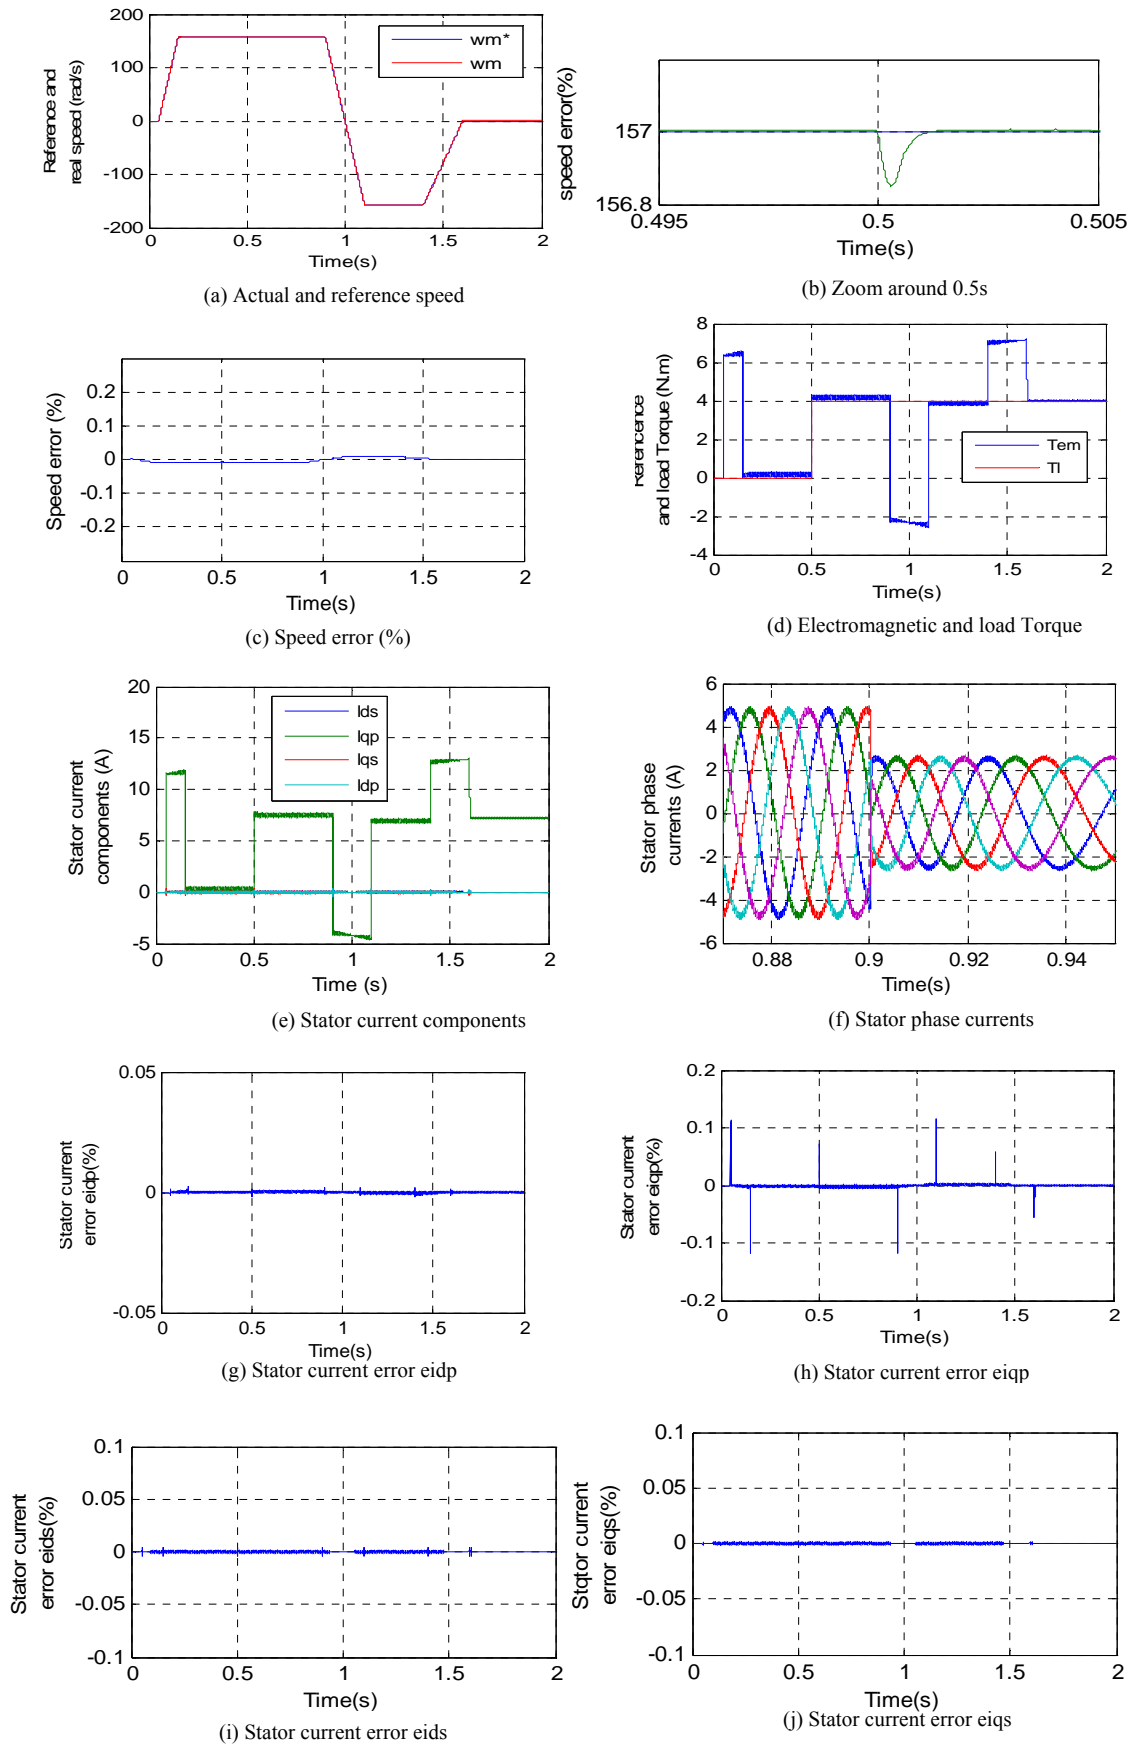 200
100
0
-100
-200
0
0.5
1
1.5
2
Reference and
real speed (rad/s)
Time(s)
wm*
wm
(a) Actual and reference speed
157
156.8
0.495
0.5
0.505
speed error(%)
Time(s)
(b) Zoom around 0.5s
0.2
0.1
0
-0.1
-0.2
0
0.5
1
1.5
2
Speed error (%)
Time(s)
(c) Speed error (%)
8
6
4
2
0
-2
-4
0
0.5
1
1.5
2
Rerencence
and load Torque (N.m)
Time(s)
Tem
Tl
(d) Electromagnetic and load Torque
20
15
10
5
0
-5
0
0.5
1
1.5
2
Stator current
components (A)
Time (s)
Ids
Iqp
Iqs
Idp
(e) Stator current components
6
4
2
0
-2
-4
-6
0.88
0.9
0.92
0.94
Stator phase
currents (A)
Time(s)
(f) Stator phase currents
0.05
0
-0.05
0
0.5
1
1.5
2
Stator current
error eidp(%)
Time(s)
(g) Stator current error eidp
0.2
0.1
0
-0.1
-0.2
0
0.5
1
1.5
2
Stator current
error eiqp(%)
Time(s)
(h) Stator current error eiqp
0.1
0.05
0
-0.05
-0.1
0
0.5
1
1.5
2
Stator current
error eids(%)
Time(s)
(i) Stator current error eids
0.1
0.05
0
-0.05
-0.1
0
0.5
1
1.5
2
Stqtor current
error eiqs(%)
Time(s)
(j) Stator current error eiqs